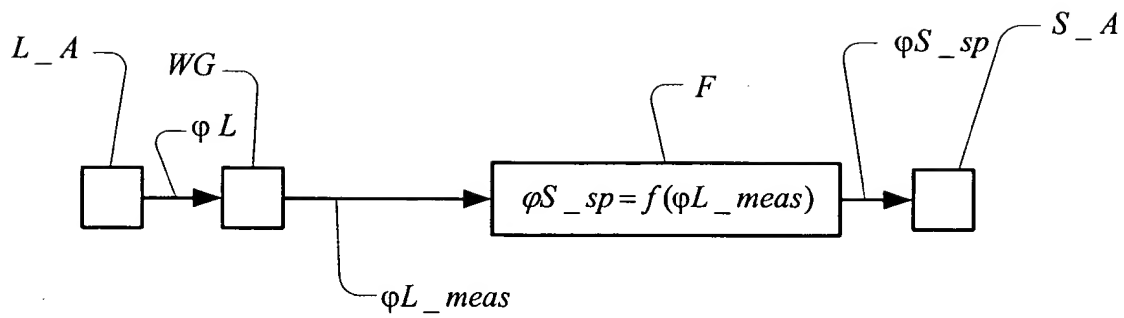 L_A
WG
φL
F
φS_sp
S_A
φS_sp=f(φL_meas)
φL_meas